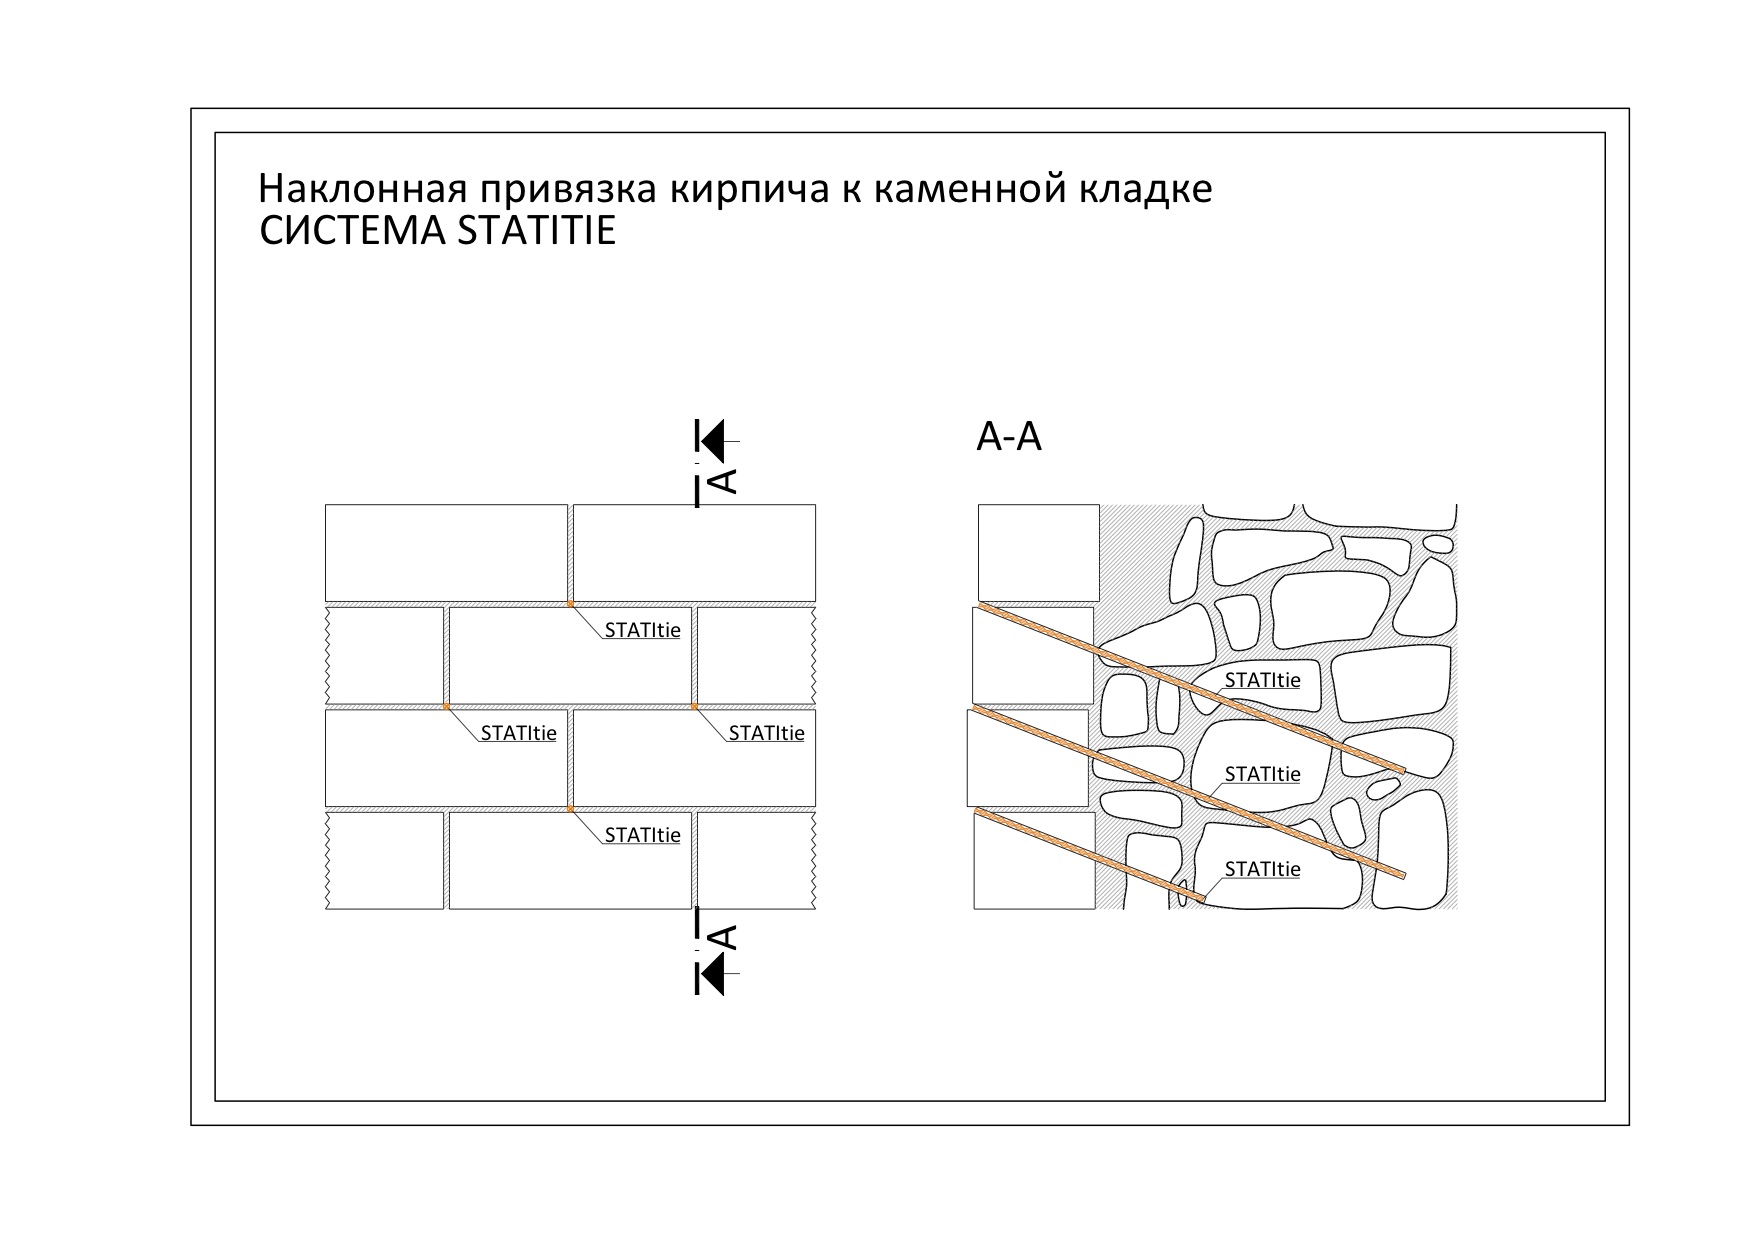 Наклонная привязка кирпича к каменной кладке
СИСТЕМА STATITIE
A
A-A
STATItie
STATItie
STATItie
STATItie
A
STATItie
STATItie
STATItie